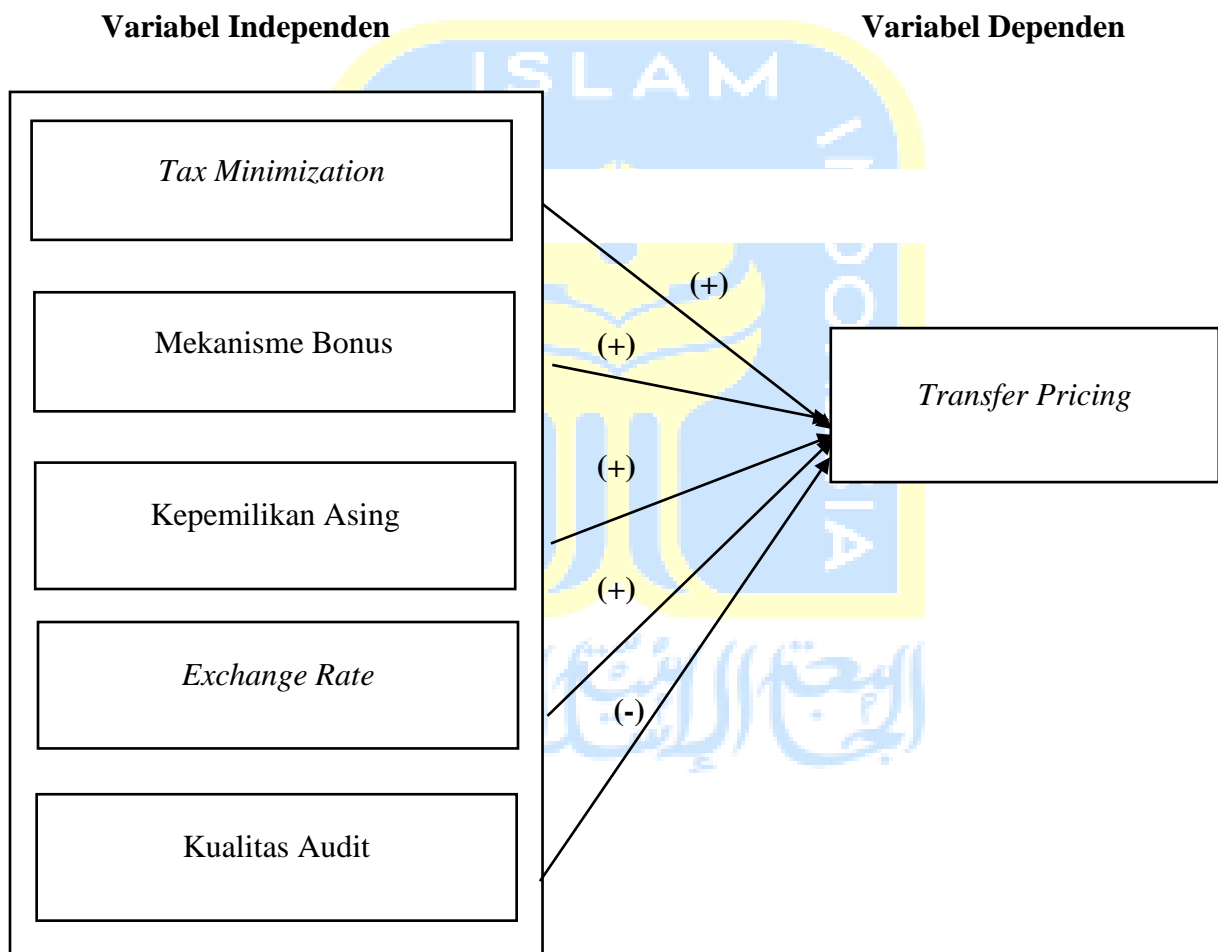 Variabel Independen
Variabel Dependen
ISLAM
Tax Minimization
(+)
Mekanisme Bonus
(+)
Transfer Pricing
Kepemilikan Asing
(+)
(+)
Exchange Rate
(-)
Kualitas Audit